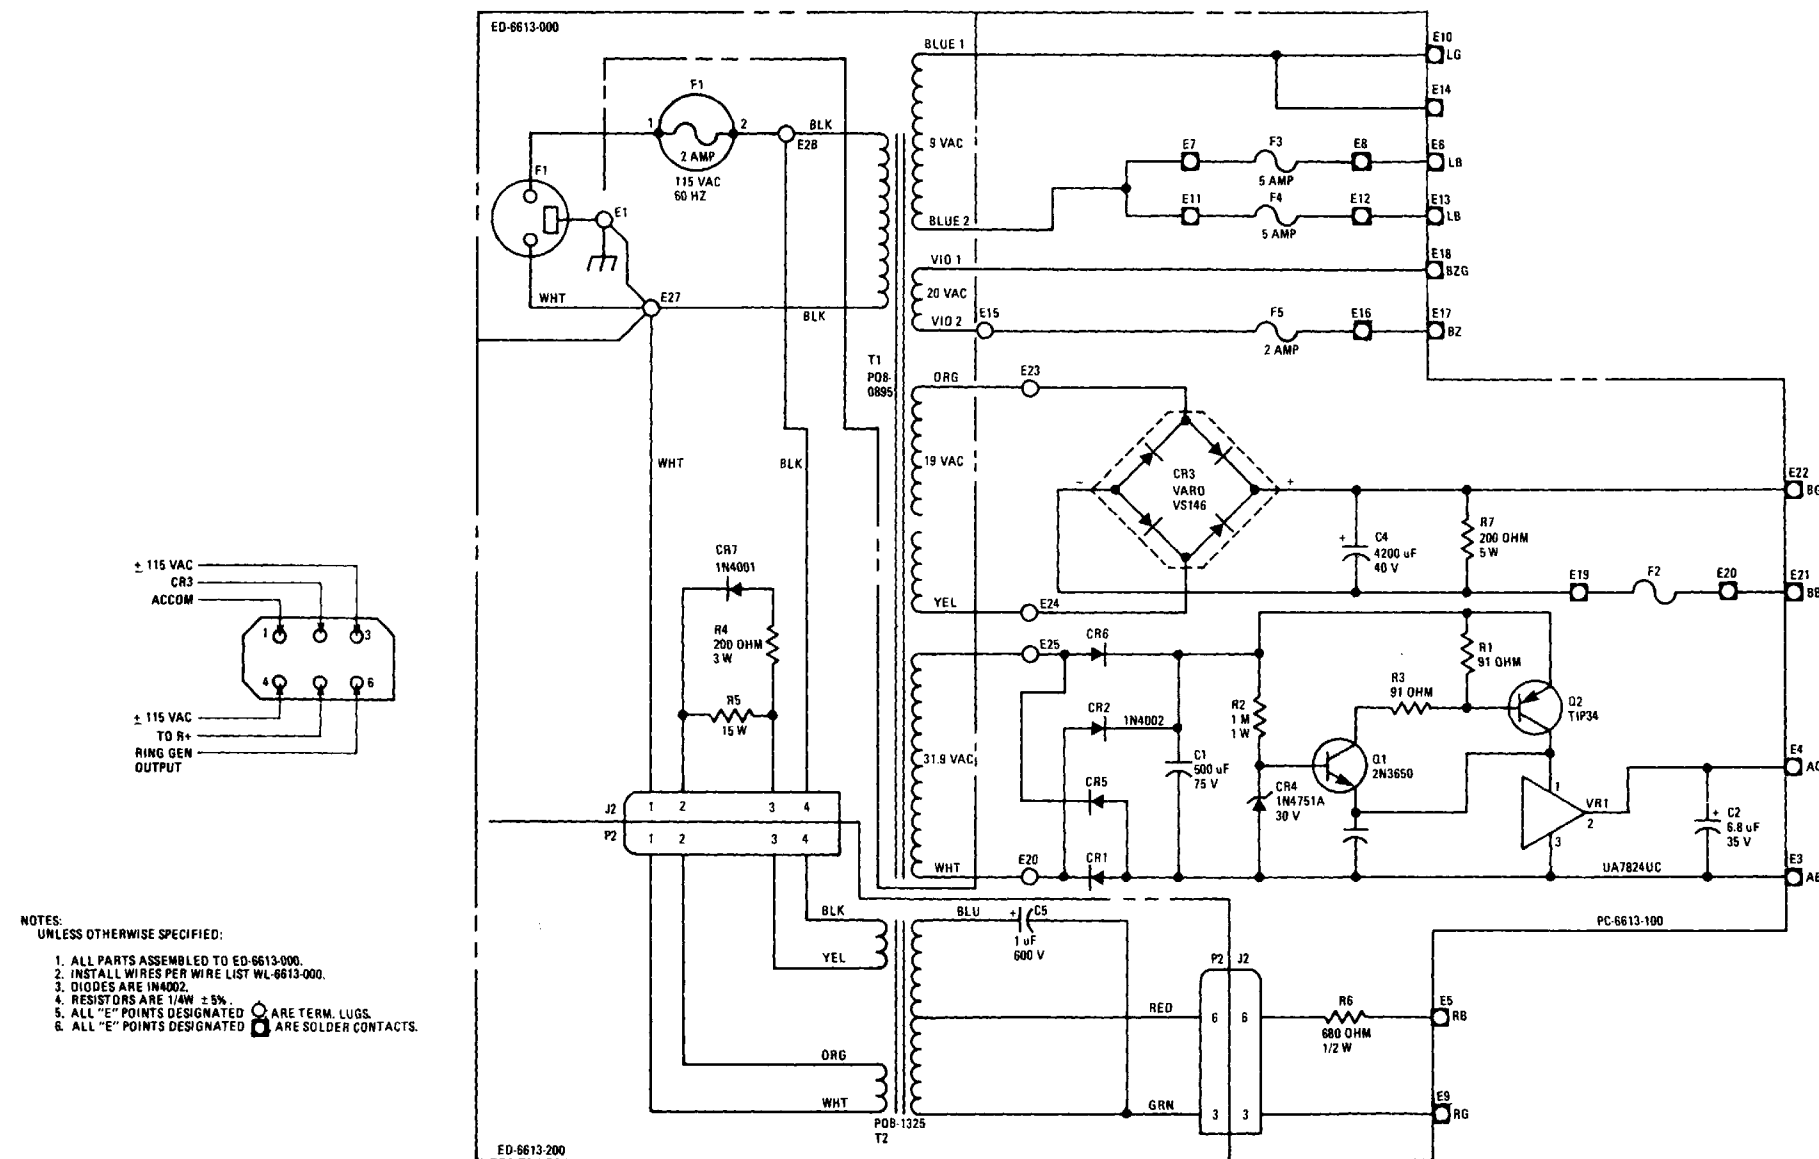 ED-6613-000
F1
1
2
2 AMP
115 VAC
60 HZ
E28
BLK
F1
E1
WHT
E27
BLK
BLUE 1
9 VAC
BLUE 2
VIO 1
20 VAC
VIO 2
E15
E10
LG
E14
E7
F3
5 AMP
E8
E6
LB
E11
F4
5 AMP
E12
E13
LB
E18
BZG
F5
2 AMP
E16
E17
BZ
T1
PO8-
0895
ORG
E23
19 VAC
YEL
E24
CR3
VARO
VS146
~
+
+
C4
4200 uF
40 V
R7
200 OHM
5 W
E22
BG
E19
F2
E20
E21
BB
WHT
BLK
CR7
1N4001
R4
200 OHM
3 W
R5
15 W
E25
CR6
CR2
1N4002
CR5
CR1
31.9 VAC
WHT
E20
C1
500 uF
75 V
R2
1 M
1 W
CR4
1N4751A
30 V
Q1
2N3650
R3
91 OHM
R1
91 OHM
Q2
TIP34
1
VR1
2
3
UA7824UC
+
C2
6.8 uF
35 V
E4
E3
± 115 VAC
CR3
ACCOM
1
3
4
6
± 115 VAC
TO R+
RING GEN
OUTPUT
J2
1 2 3 4
P2
1 2 3 4
BLK
YEL
ORG
WHT
PO8-1325
T2
BLU
+
C5
1 uF
600 V
RED
GRN
P2 J2
6 6
3 3
R6
680 OHM
1/2 W
E5
RB
E9
RG
PC-6613-100
ED-6613-200
NOTES:
UNLESS OTHERWISE SPECIFIED:
1. ALL PARTS ASSEMBLED TO ED-6613-000.
2. INSTALL WIRES PER WIRE LIST WL-6613-000.
3. DIODES ARE IN4002.
4. RESISTORS ARE 1/4W ±5%.
5. ALL "E" POINTS DESIGNATED ARE TERM. LUGS.
6. ALL "E" POINTS DESIGNATED ARE SOLDER CONTACTS.